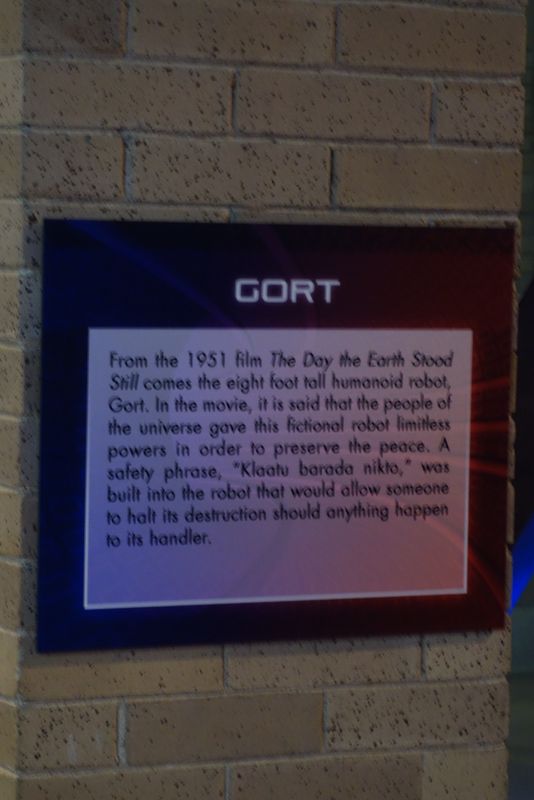 GORT
From the 1951 film The Day the Earth Stood
Still comes the eight foot tall humanoid robot,
Gort. In the movie, it is said that the people of
the universe gave this fictional robot limitless
powers in order to preserve the peace. A
safety phrase, "Klaatu barada nikto," was
built into the robot that would allow someone
to halt its destruction should anything happen
to its handler.